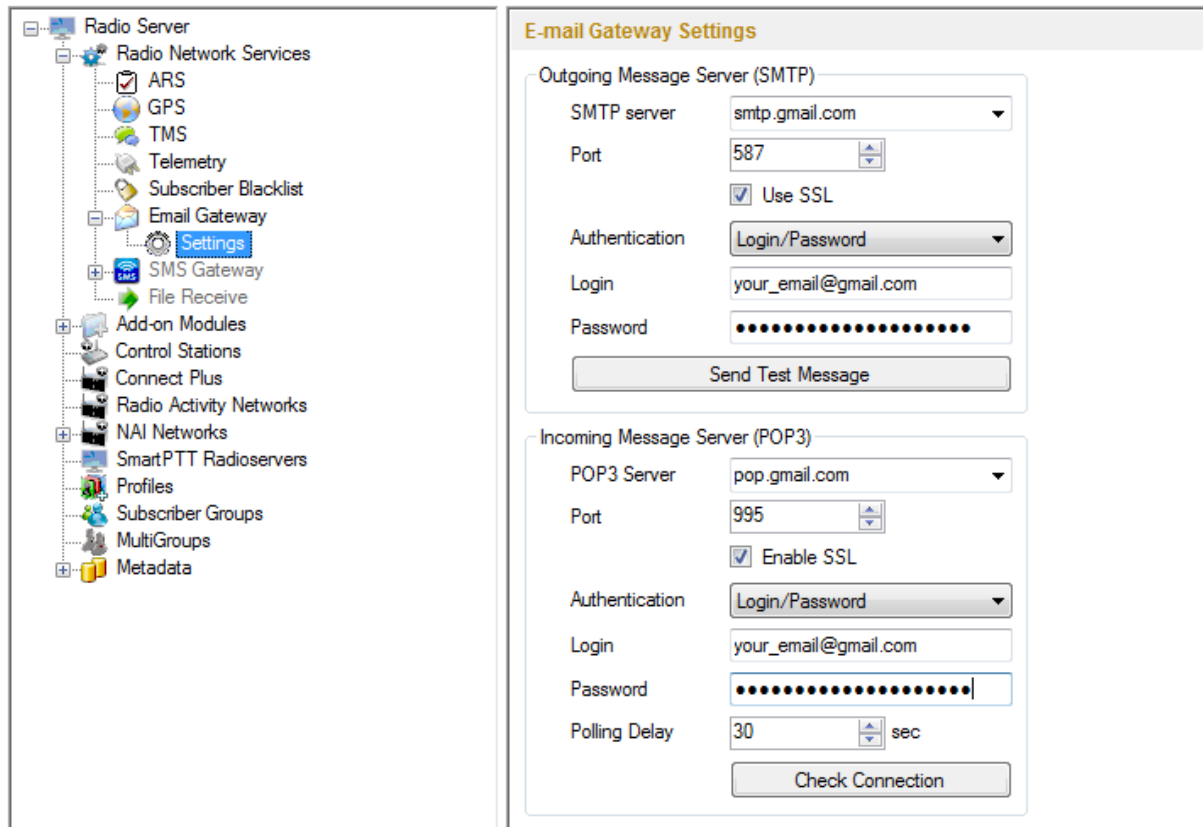 Radio Server
Radio Network Services
ARS
GPS
TMS
Telemetry
Subscriber Blacklist
Email Gateway
Settings
SMS Gateway
File Receive
Add-on Modules
Control Stations
Connect Plus
Radio Activity Networks
NAI Networks
SmartPTT Radioservers
Profiles
Subscriber Groups
MultiGroups
Metadata
E-mail Gateway Settings
Outgoing Message Server (SMTP)
SMTP server smtp.gmail.com
Port 587
Use SSL
Authentication Login/Password
Login your_email@gmail.com
Password ●●●●●●●●●●●●●●●●●●●●
Send Test Message
Incoming Message Server (POP3)
POP3 Server pop.gmail.com
Port 995
Enable SSL
Authentication Login/Password
Login your_email@gmail.com
Password ●●●●●●●●●●●●●●●●●●●●
Polling Delay 30 sec
Check Connection